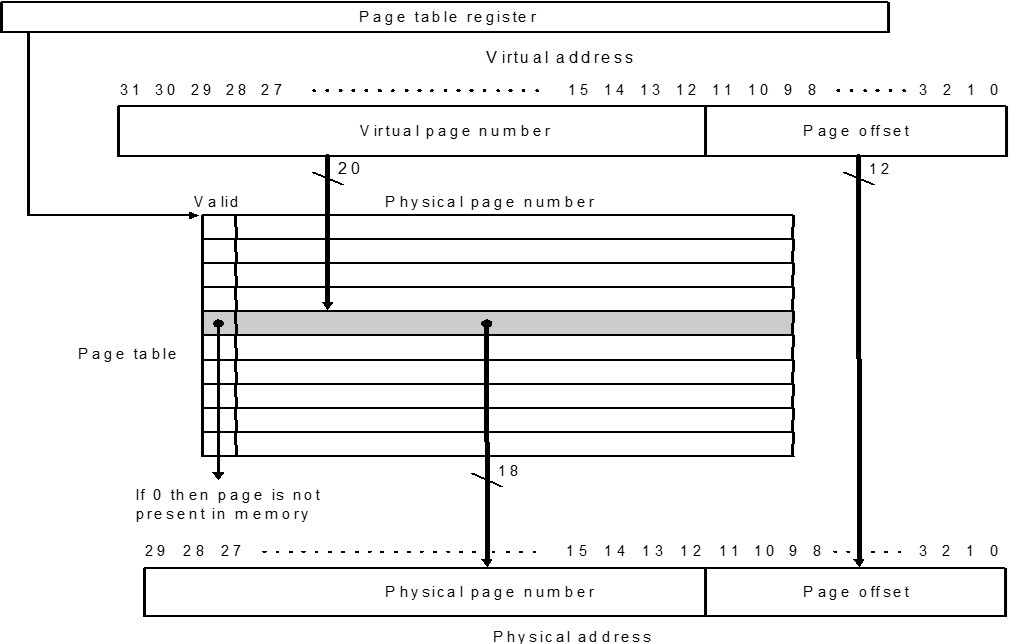 Page table register
Virtual address
31 30 29 28 27 .................... 15 14 13 12 11 10 9 8 ...... 3 2 1 0
Virtual page number Page offset
20 12
Valid Physical page number
Page table
18
If 0 then page is not
present in memory
29 28 27 ........................ 15 14 13 12 11 10 9 8 ...... 3 2 1 0
Physical page number Page offset
Physical address